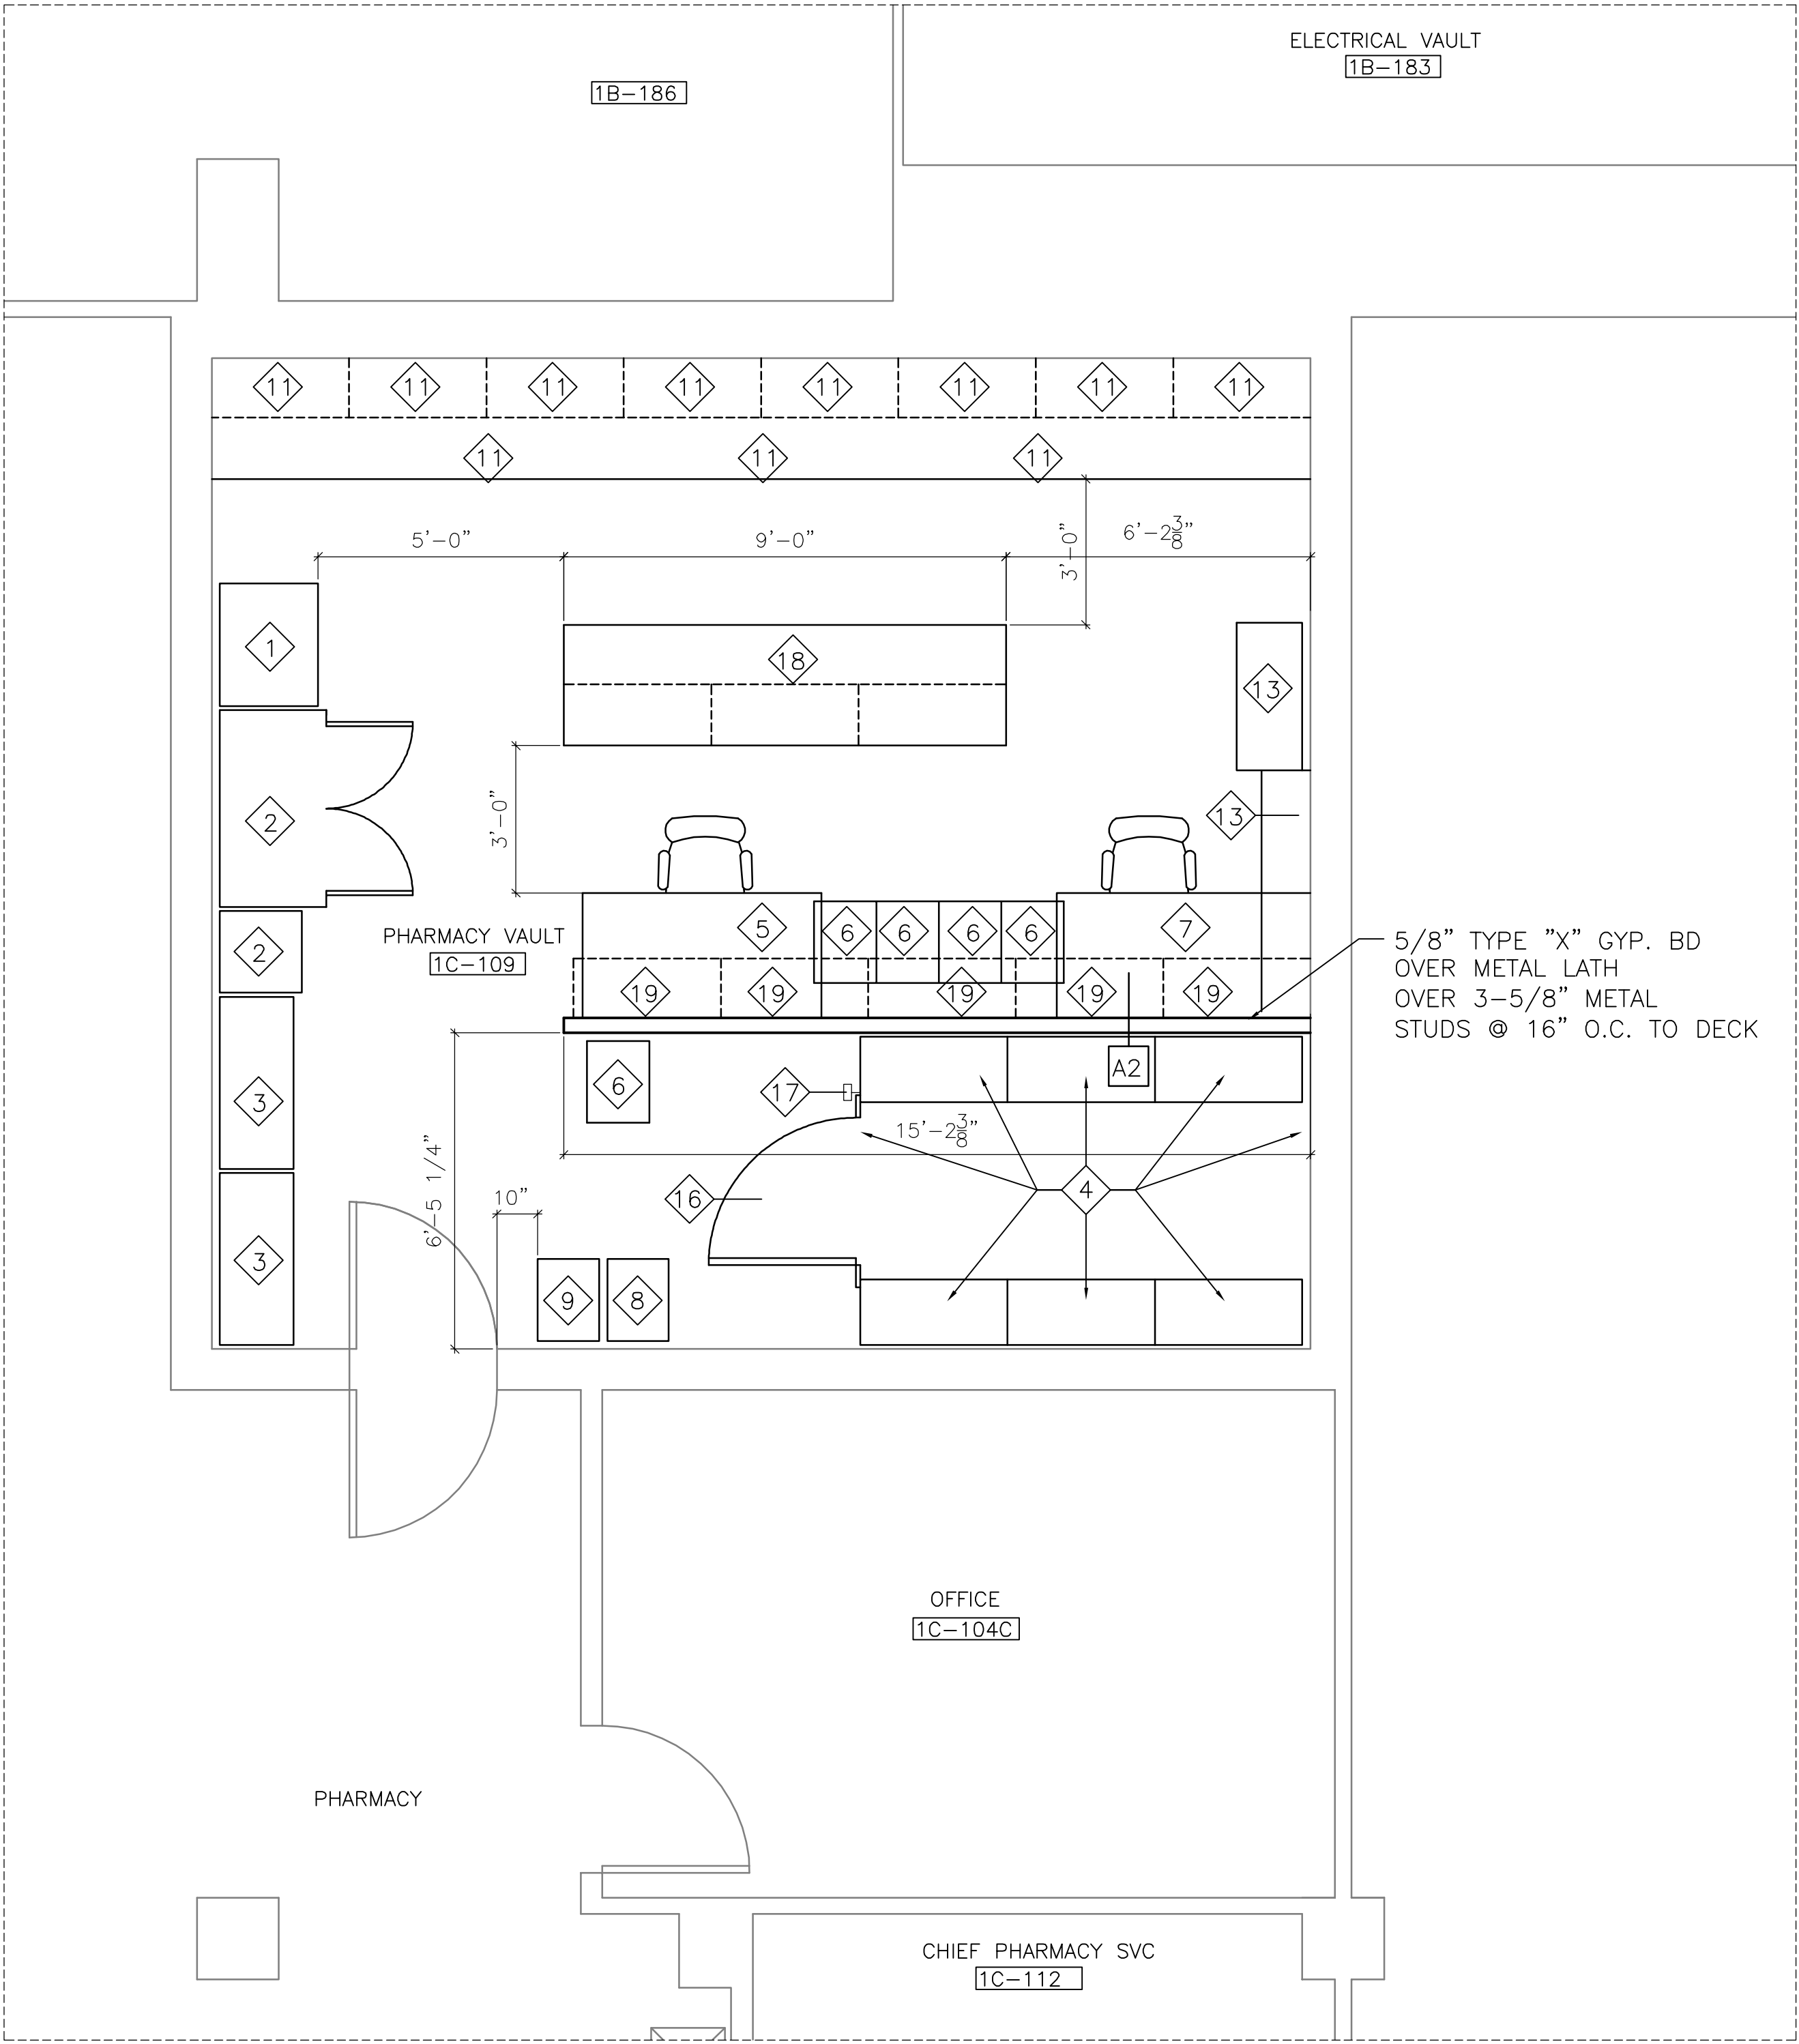 ELECTRICAL VAULT
1B-183
1B-186
11 11 11 11 11 11 11 11
11 11 11
5'-0"
9'-0"
3'-0"
6'-2 3/8"
1
18
13
2
3'-0"
13
5
6 6 6 6
7
PHARMACY VAULT
1C-109
2
19 19 19 19 19
5/8" TYPE "X" GYP. BD
OVER METAL LATH
OVER 3-5/8" METAL
STUDS @ 16" O.C. TO DECK
A2
6
17
3
15'-2 3/8"
6'-5 1/4"
10"
16
4
3
9
8
OFFICE
1C-104C
PHARMACY
CHIEF PHARMACY SVC
1C-112